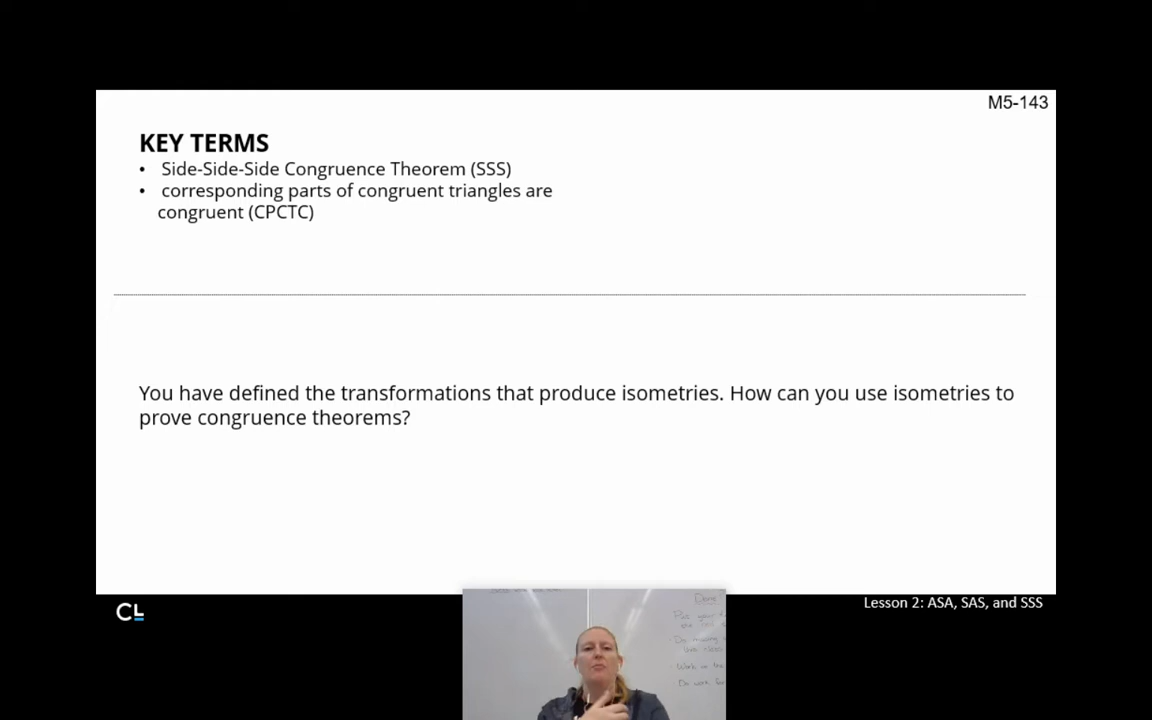 M5-143
KEY TERMS
• Side-Side-Side Congruence Theorem (SSS)
• corresponding parts of congruent triangles are
congruent (CPCTC)
You have defined the transformations that produce isometries. How can you use isometries to
prove congruence theorems?
CL
Lesson 2: ASA, SAS, and SSS
Done